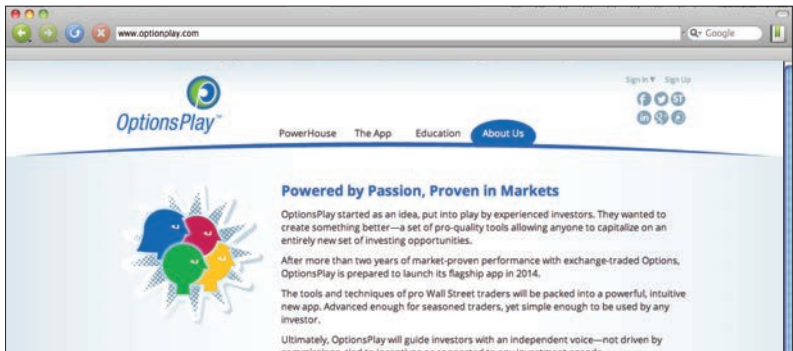 www.optionplay.com
Google
Sign In ▼ Sign Up
OptionsPlay™
PowerHouse The App Education About Us
Powered by Passion, Proven in Markets
OptionsPlay started as an idea, put into play by experienced investors. They wanted to
create something better—a set of pro-quality tools allowing anyone to capitalize on an
entirely new set of investing opportunities.
After more than two years of market-proven performance with exchange-traded Options,
OptionsPlay is prepared to launch its flagship app in 2014.
The tools and techniques of pro Wall Street traders will be packed into a powerful, intuitive
new app. Advanced enough for seasoned traders, yet simple enough to be used by any
investor.
Ultimately, OptionsPlay will guide investors with an independent voice—not driven by